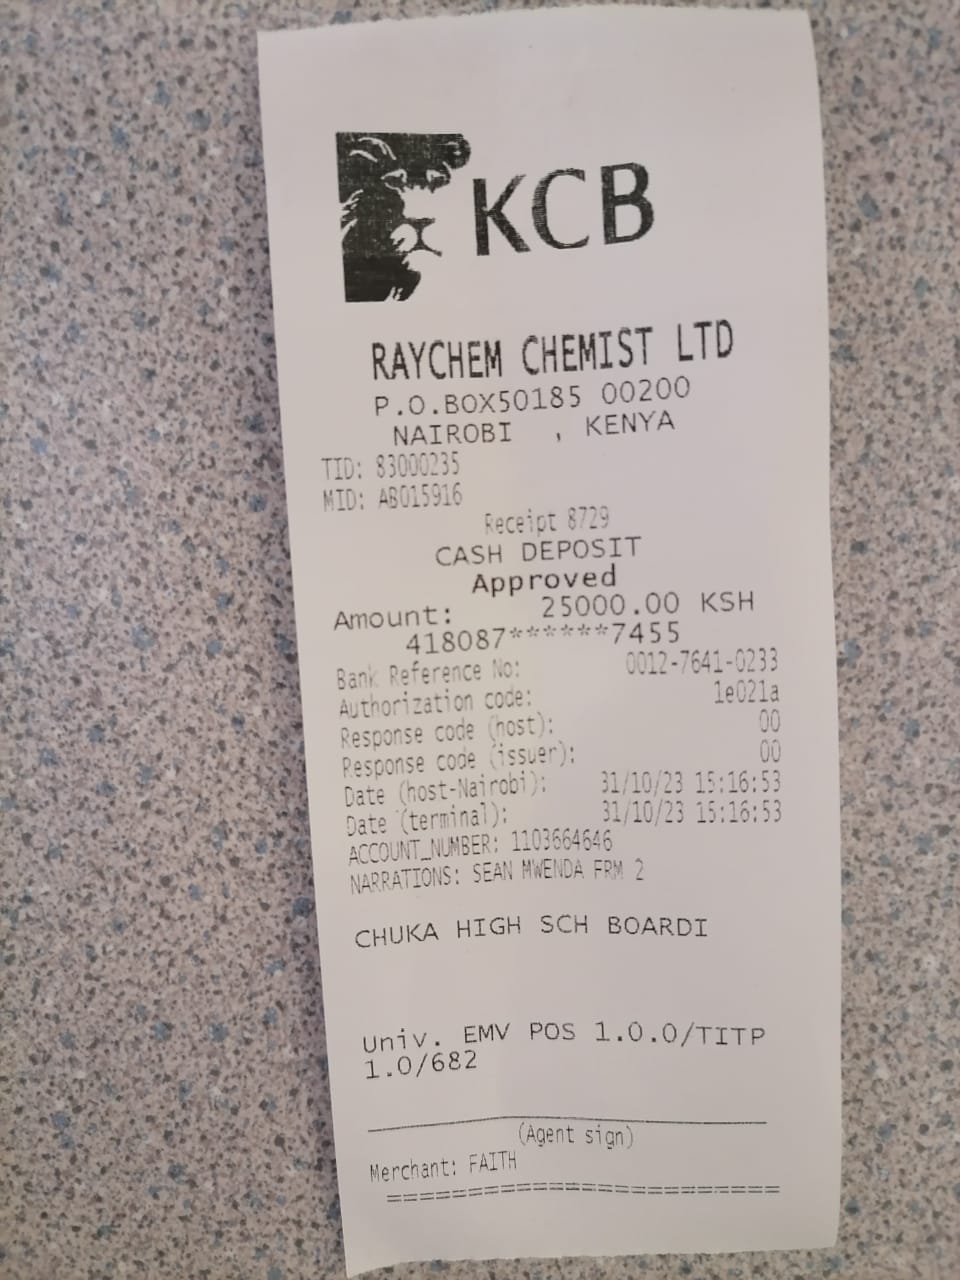 KCB
RAYCHEM CHEMIST LTD
P.O.BOX50185 00200
NAIROBI , KENYA
TID: 83000235
MID: AB015916
Receipt 8729
CASH DEPOSIT
Approved
Amount: 25000.00 KSH
418087******7455
Bank Reference No: 0012-7641-0233
Authorization code: 1e021a
Response code (host): 00
Response code (issuer): 00
Date (host-Nairobi): 31/10/23 15:16:53
Date (terminal): 31/10/23 15:16:53
ACCOUNT_NUMBER: 1103664646
NARRATIONS: SEAN MWENDA FRM 2
CHUKA HIGH SCH BOARDI
Univ. EMV POS 1.0.0/TITP
1.0/682
(Agent sign)
Merchant: FAITH
========================